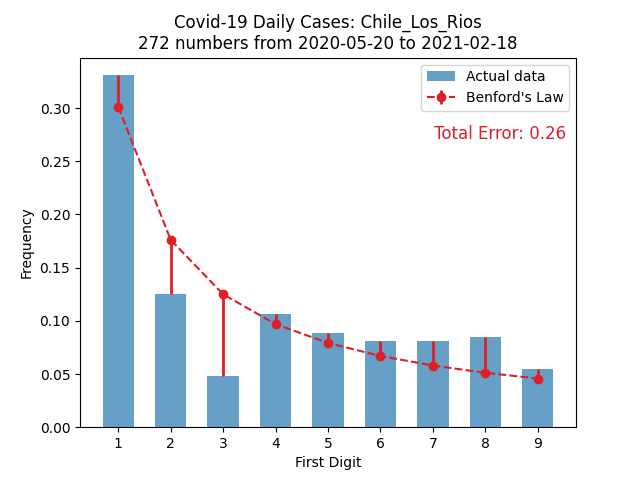 Covid-19 Daily Cases: Chile_Los_Rios
272 numbers from 2020-05-20 to 2021-02-18
Actual data
Benford's Law
Total Error: 0.26
Frequency
0.30
0.25
0.20
0.15
0.10
0.05
0.00
1 2 3 4 5 6 7 8 9
First Digit